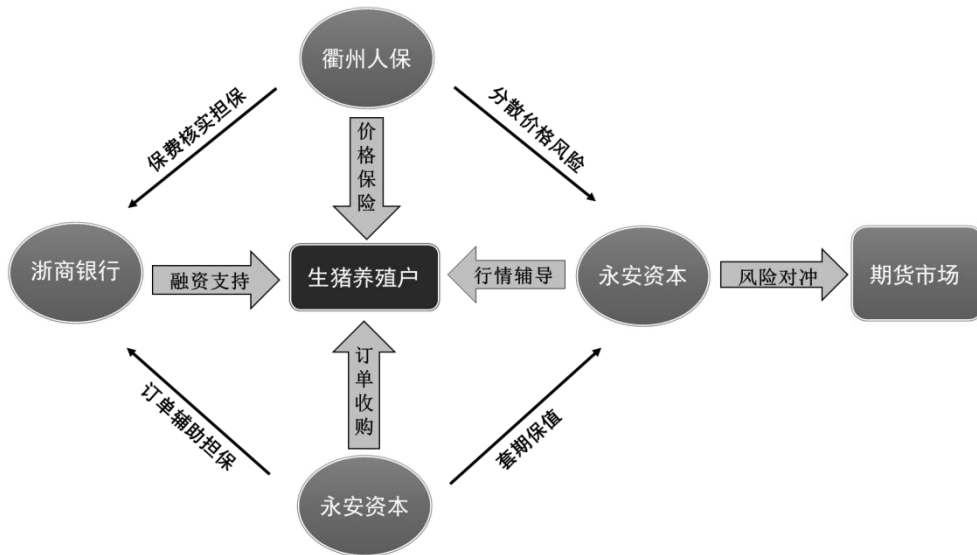 衢州人保
保费核实担保
价格保险
分散价格风险
浙商银行
融资支持
生猪养殖户
行情辅导
永安资本
风险对冲
期货市场
订单辅助担保
订单收购
套期保值
永安资本